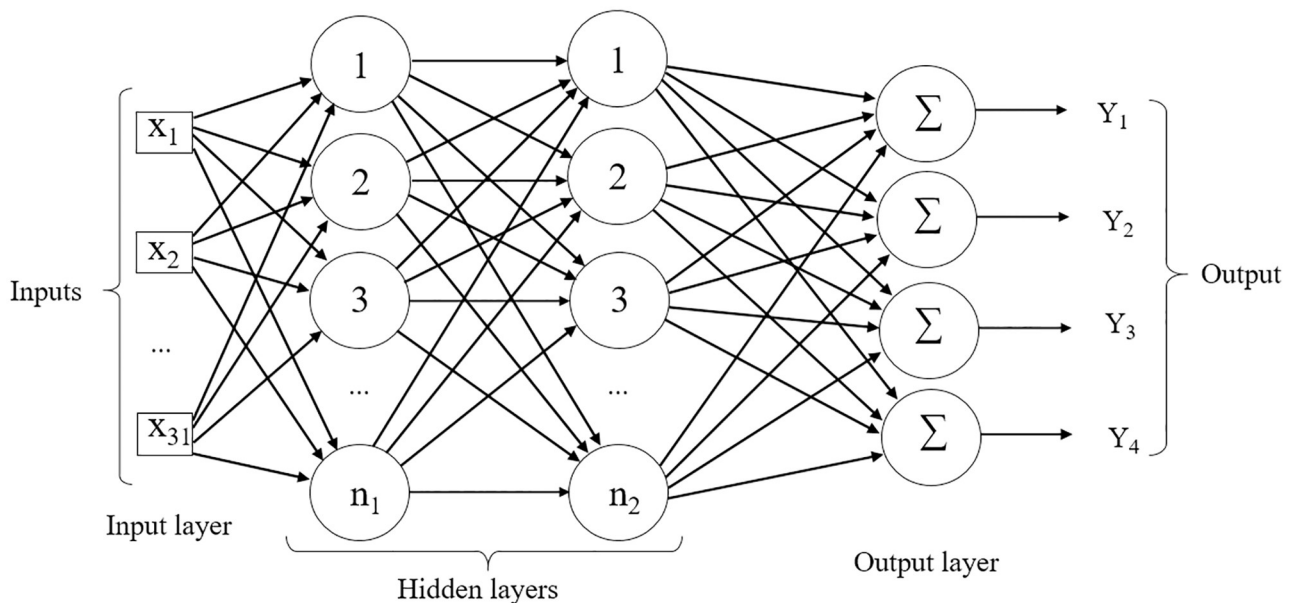 Inputs
x₁
x₂
...
x₃₁
Input layer
1
2
3
...
n₁
1
2
3
...
n₂
Hidden layers
Σ
Σ
Σ
Σ
Output layer
Y₁
Y₂
Y₃
Y₄
Output